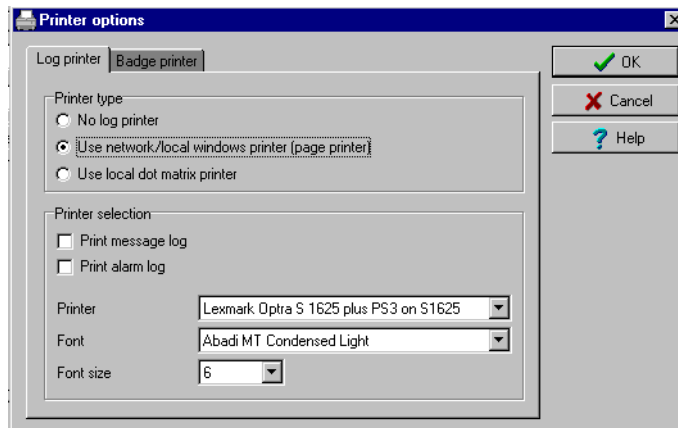 Printer options
Log printer Badge printer
OK
Cancel
Help
Printer type
No log printer
Use network/local windows printer (page printer)
Use local dot matrix printer
Printer selection
Print message log
Print alarm log
Printer Lexmark Optra S 1625 plus PS3 on S1625
Font Abadi MT Condensed Light
Font size 6